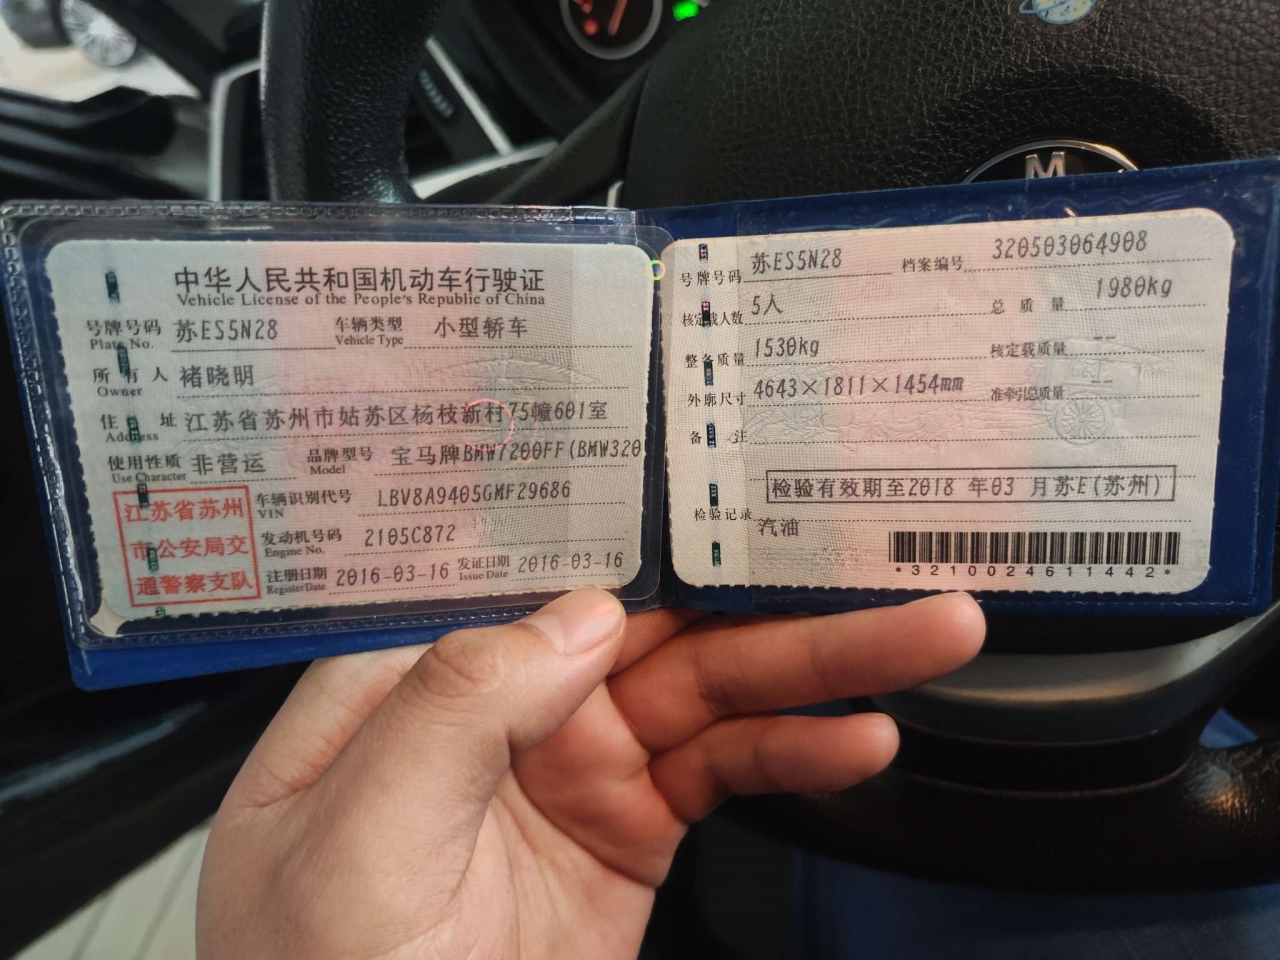 中华人民共和国机动车行驶证
Vehicle License of the People's Republic of China
号牌号码 苏ES5N28 车辆类型 小型轿车
Plate No. Vehicle Type
所有人 褚晓明
Owner
住址 江苏省苏州市姑苏区杨枝新村75幢601室
Address
使用性质 非营运 品牌型号 宝马牌BMW7200FF(BMW320
Use Character Model
江苏省苏州
市公安局交
通警察支队
车辆识别代号 LBV8A9405GMF29686
VIN
发动机号码 2105C872
Engine No.
注册日期 2016-03-16 发证日期 2016-03-16
Register Date Issue Date
号牌号码 苏ES5N28 档案编号 320503064908
核定载人数 5人 总质量 1980kg
整备质量 1530kg 核定载质量 --
外廓尺寸 4643×1811×1454mm 准牵引总质量 --
备注
检验有效期至2018 年03 月苏E(苏州)
检验记录
汽油
*3210024611442*
M